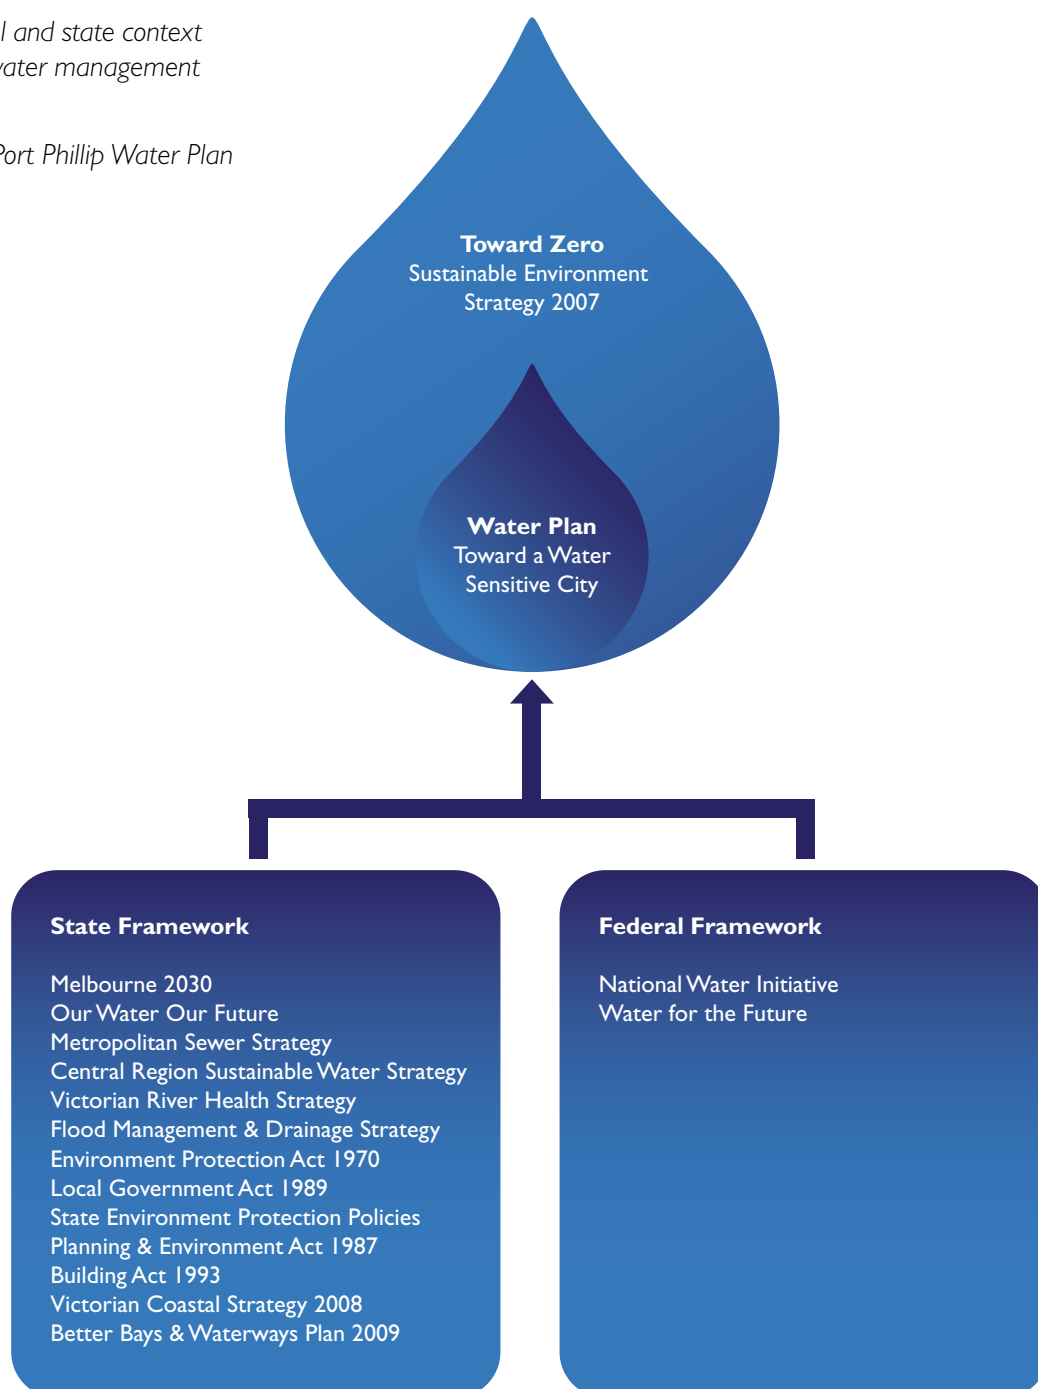 and state context
water management
Port Phillip Water Plan
Toward Zero
Sustainable Environment
Strategy 2007
Water Plan
Toward a Water
Sensitive City
State Framework
Melbourne 2030
Our Water Our Future
Metropolitan Sewer Strategy
Central Region Sustainable Water Strategy
Victorian River Health Strategy
Flood Management & Drainage Strategy
Environment Protection Act 1970
Local Government Act 1989
State Environment Protection Policies
Planning & Environment Act 1987
Building Act 1993
Victorian Coastal Strategy 2008
Better Bays & Waterways Plan 2009
Federal Framework
National Water Initiative
Water for the Future